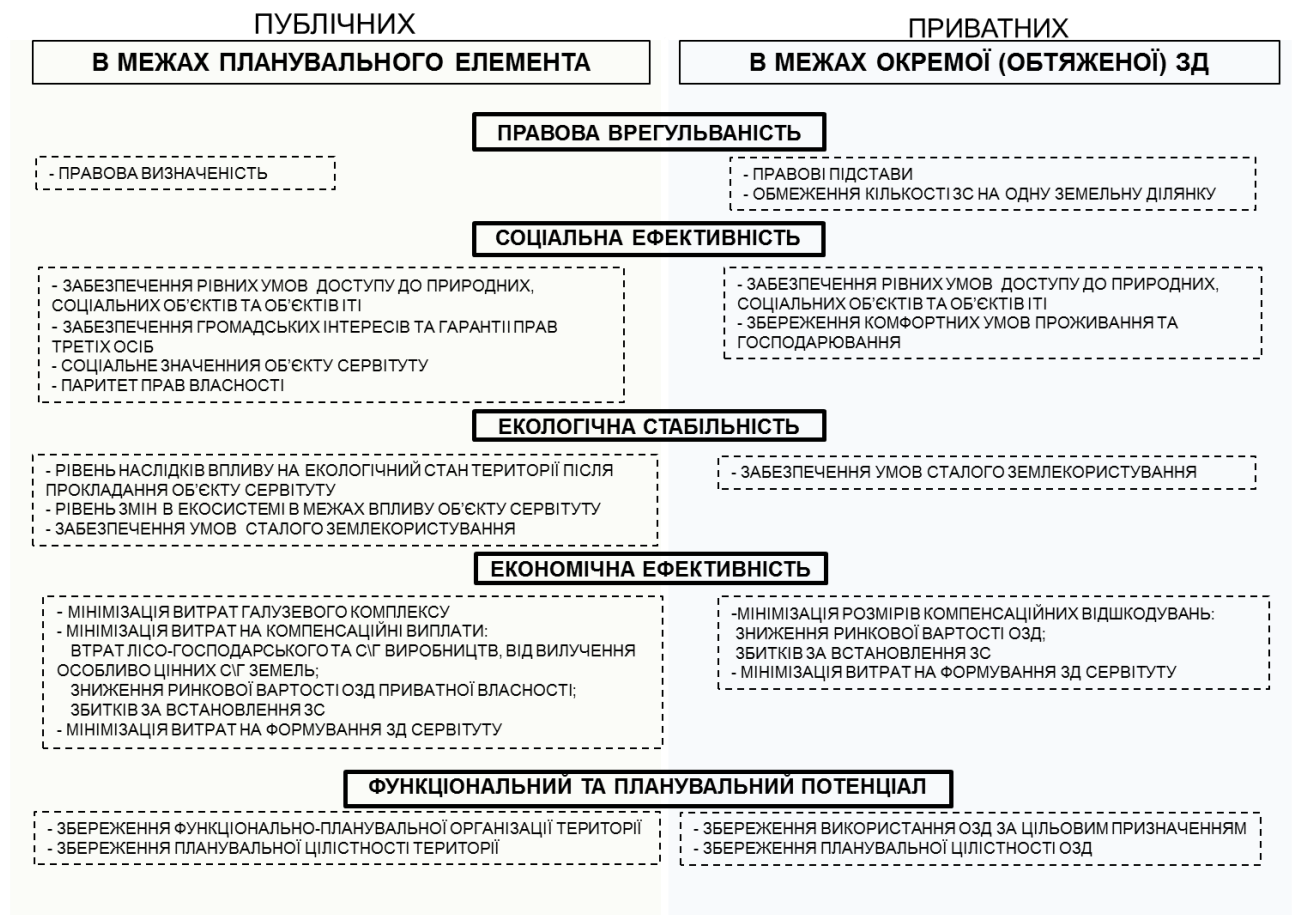 ПУБЛІЧНИХ
ПРИВАТНИХ
В МЕЖАХ ПЛАНУВАЛЬНОГО ЕЛЕМЕНТА
В МЕЖАХ ОКРЕМОЇ (ОБТЯЖЕНОЇ) ЗД
ПРАВОВА ВРЕГУЛЬВАНІСТЬ
- ПРАВОВА ВИЗНАЧЕНІСТЬ
- ПРАВОВІ ПІДСТАВИ
- ОБМЕЖЕННЯ КІЛЬКОСТІ ЗС НА ОДНУ ЗЕМЕЛЬНУ ДІЛЯНКУ
СОЦІАЛЬНА ЕФЕКТИВНІСТЬ
- ЗАБЕЗПЕЧЕННЯ РІВНИХ УМОВ ДОСТУПУ ДО ПРИРОДНИХ,
СОЦІАЛЬНИХ ОБ'ЄКТІВ ТА ОБ'ЄКТІВ ІТІ
- ЗАБЕЗПЕЧЕННЯ ГРОМАДСЬКИХ ІНТЕРЕСІВ ТА ГАРАНТІІ ПРАВ
ТРЕТІХ ОСІБ
- СОЦІАЛЬНЕ ЗНАЧЕННИЯ ОБ'ЄКТУ СЕРВІТУТУ
- ПАРИТЕТ ПРАВ ВЛАСНОСТІ
- ЗАБЕЗПЕЧЕННЯ РІВНИХ УМОВ ДОСТУПУ ДО ПРИРОДНИХ,
СОЦІАЛЬНИХ ОБ'ЄКТІВ ТА ОБ'ЄКТІВ ІТІ
- ЗБЕРЕЖЕННЯ КОМФОРТНИХ УМОВ ПРОЖИВАННЯ ТА
ГОСПОДАРЮВАННЯ
ЕКОЛОГІЧНА СТАБІЛЬНІСТЬ
- РІВЕНЬ НАСЛІДКІВ ВПЛИВУ НА ЕКОЛОГІЧНИЙ СТАН ТЕРИТОРІЇ ПІСЛЯ
ПРОКЛАДАННЯ ОБ'ЄКТУ СЕРВІТУТУ
- РІВЕНЬ ЗМІН В ЕКОСИСТЕМІ В МЕЖАХ ВПЛИВУ ОБ'ЄКТУ СЕРВІТУТУ
- ЗАБЕЗПЕЧЕННЯ УМОВ СТАЛОГО ЗЕМЛЕКОРИСТУВАННЯ
- ЗАБЕЗПЕЧЕННЯ УМОВ СТАЛОГО ЗЕМЛЕКОРИСТУВАННЯ
ЕКОНОМІЧНА ЕФЕКТИВНІСТЬ
- МІНІМІЗАЦІЯ ВИТРАТ ГАЛУЗЕВОГО КОМПЛЕКСУ
- МІНІМІЗАЦІЯ ВИТРАТ НА КОМПЕНСАЦІЙНІ ВИПЛАТИ:
ВТРАТ ЛІСО-ГОСПОДАРСЬКОГО ТА С\Г ВИРОБНИЦТВ, ВІД ВИЛУЧЕННЯ
ОСОБЛИВО ЦІННИХ С\Г ЗЕМЕЛЬ;
ЗНИЖЕННЯ РИНКОВОЇ ВАРТОСТІ ОЗД ПРИВАТНОЇ ВЛАСНОСТІ;
ЗБИТКІВ ЗА ВСТАНОВЛЕННЯ ЗС
- МІНІМІЗАЦІЯ ВИТРАТ НА ФОРМУВАННЯ ЗД СЕРВІТУТУ
-МІНІМІЗАЦІЯ РОЗМІРІВ КОМПЕНСАЦІЙНИХ ВІДШКОДУВАНЬ:
ЗНИЖЕННЯ РИНКОВОЇ ВАРТОСТІ ОЗД;
ЗБИТКІВ ЗА ВСТАНОВЛЕННЯ ЗС
- МІНІМІЗАЦІЯ ВИТРАТ НА ФОРМУВАННЯ ЗД СЕРВІТУТУ
ФУНКЦІОНАЛЬНИЙ ТА ПЛАНУВАЛЬНИЙ ПОТЕНЦІАЛ
- ЗБЕРЕЖЕННЯ ФУНКЦІОНАЛЬНО-ПЛАНУВАЛЬНОЇ ОРГАНІЗАЦІЇ ТЕРИТОРІЇ
- ЗБЕРЕЖЕННЯ ПЛАНУВАЛЬНОЇ ЦІЛІСТНОСТІ ТЕРИТОРІЇ
- ЗБЕРЕЖЕННЯ ВИКОРИСТАННЯ ОЗД ЗА ЦІЛЬОВИМ ПРИЗНАЧЕННЯМ
- ЗБЕРЕЖЕННЯ ПЛАНУВАЛЬНОЇ ЦІЛІСТНОСТІ ОЗД